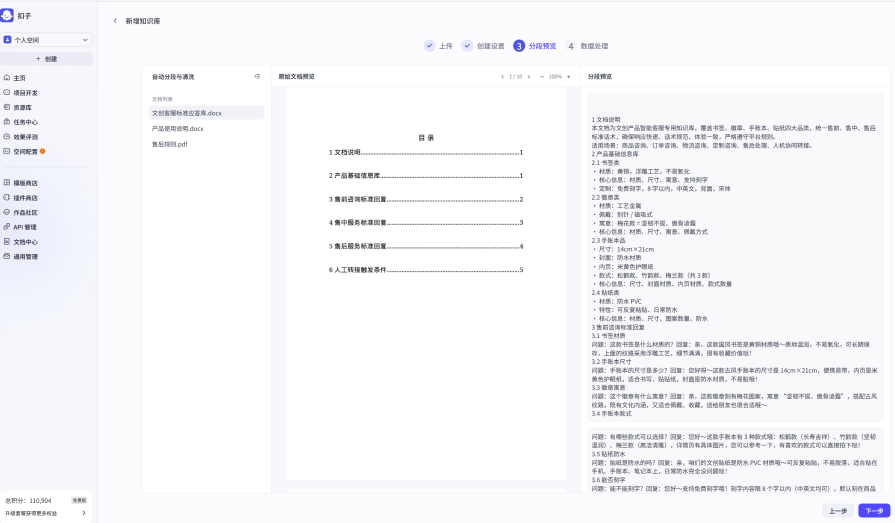 扣子
个人空间
+ 创建
主页
项目开发
资源库
任务中心
效果评测
空间配置
模板商店
插件商店
作品社区
API 管理
文档中心
通用管理
总积分：110,904 免费版
升级套餐获得更多权益
新增知识库
上传 创建设置 3 分段预览 4 数据处理
自动分段与清洗
文档列表
文创客服标准应答库.docx
产品使用说明.docx
售后规则.pdf
原始文档预览 1 / 10 − 100% +
目 录
1 文档说明1
2 产品基础信息库1
3 售前咨询标准回复2
4 售中服务标准回复3
5 售后服务标准回复4
6 人工转接触发条件5
分段预览
1 文档说明
本文档为文创产品智能客服专用知识库，覆盖书签、徽章、手账本、贴纸四大品类，统一售前、售中、售后
标准话术，确保响应快速、话术规范、体验一致，严格遵守平台规则。
适用场景：商品咨询、订单咨询、物流咨询、定制咨询、售后处理、人机协同转接。
2 产品基础信息库
2.1 书签类
• 材质：黄铜，浮雕工艺，不易氧化
• 核心信息：材质、尺寸、寓意、支持刻字
• 定制：免费刻字，8 字以内，中英文，背面，宋体
2.2 徽章类
• 材质：工艺金属
• 佩戴：别针 / 磁吸式
• 寓意：梅花款 = 坚韧不拔、傲骨凌霜
• 核心信息：材质、尺寸、寓意、佩戴方式
2.3 手账本品
• 尺寸：14cm×21cm
• 封面：防水材质
• 内页：米黄色护眼纸
• 款式：松鹤款、竹韵款、梅兰款（共 3 款）
• 核心信息：尺寸、封面材质、内页材质、款式数量
2.4 贴纸类
• 材质：防水 PVC
• 特性：可反复粘贴、日常防水
• 核心信息：材质、尺寸、图案数量、防水
3 售前咨询标准回复
3.1 书签材质
问题：这款书签是什么材质的？回复：亲，这款国风书签是黄铜材质哦～质地温润，不易氧化，可长期保
存，上面的纹路采用浮雕工艺，细节满满，很有收藏价值哒！
3.2 手账本尺寸
问题：手账本的尺寸是多少？回复：您好呀～这款古风手账本的尺寸是 14cm×21cm，便携易带，内页是米
黄色护眼纸，适合书写、贴贴纸，封面是防水材质，不易脏哦！
3.3 徽章寓意
问题：这个徽章有什么寓意？回复：亲，这款徽章刻有梅花图案，寓意 “坚韧不拔、傲骨凌霜”，搭配古风
纹路，既有文化内涵，又适合佩戴、收藏，送给朋友也很合适哦～
3.4 手账本款式
问题：有哪些款式可以选择？回复：您好～这款手账本有 3 种款式哦：松鹤款（长寿吉祥）、竹韵款（坚韧
温润）、梅兰款（高洁清雅），详情页有具体图片，您可以参考一下，有喜欢的款式可以直接拍下哒！
3.5 贴纸防水
问题：贴纸是防水的吗？回复：亲，咱们的文创贴纸是防水 PVC 材质哦～可反复粘贴，不易脱落，适合贴在
手机、手账本、笔记本上，日常防水完全没问题哒！
3.6 能否刻字
问题：能不能刻字？回复：您好～支持免费刻字哦！刻字内容限 8 个字以内（中英文均可），默认刻在商品
上一步 下一步